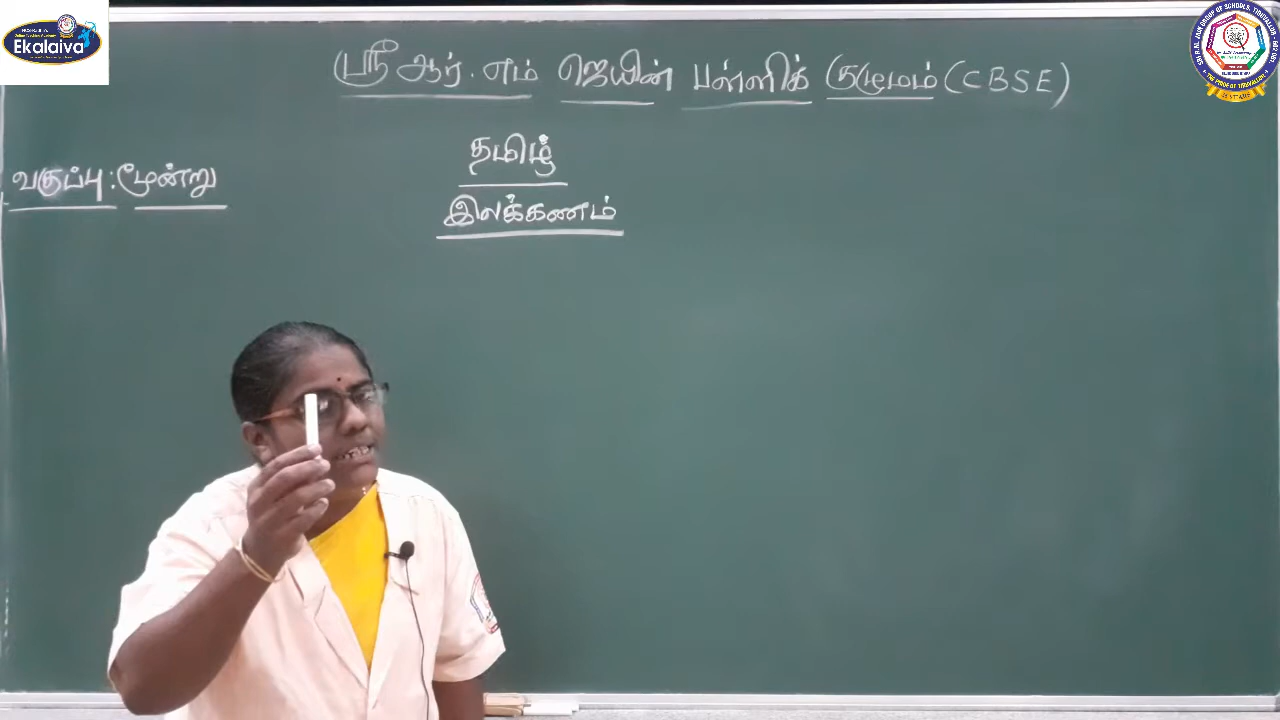 Ekalaiva
ஸ்ரீ ஆர். எம் ஜெயின் பள்ளிக் குழுமம் (CBSE)
தமிழ்
வகுப்பு : மூன்று
இலக்கணம்